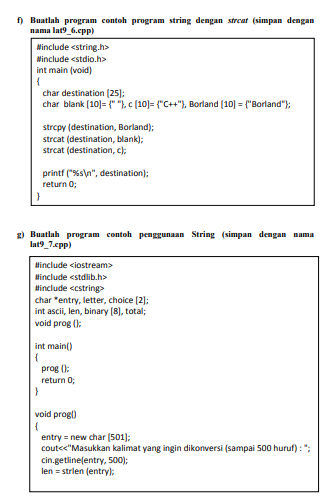 f) Buatlah program contoh program string dengan strcat (simpan dengan
nama lat9_6.cpp)
#include <string.h>
#include <stdio.h>
int main (void)
{
char destination [25];
char blank [10]= {" "}, c [10]= {"C++"}, Borland [10] = {"Borland"};
strcpy (destination, Borland);
strcat (destination, blank);
strcat (destination, c);
printf ("%s\n", destination);
return 0;
}
g) Buatlah program contoh penggunaan String (simpan dengan nama
lat9_7.cpp)
#include <iostream>
#include <stdlib.h>
#include <cstring>
char *entry, letter, choice [2];
int ascii, len, binary [8], total;
void prog ();
int main()
{
prog ();
return 0;
}
void prog()
{
entry = new char [501];
cout<<"Masukkan kalimat yang ingin dikonversi (sampai 500 huruf) : ";
cin.getline(entry, 500);
len = strlen (entry);